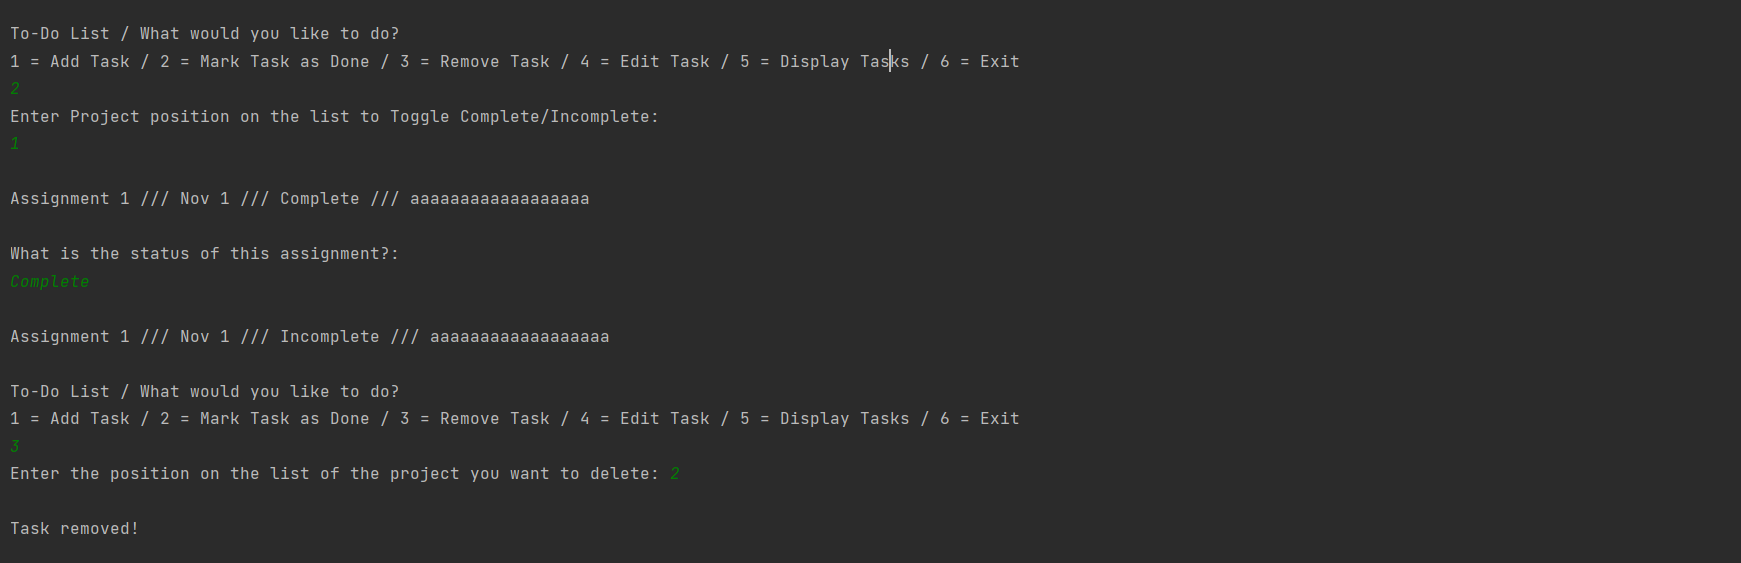 To-Do List / What would you like to do?
1 = Add Task / 2 = Mark Task as Done / 3 = Remove Task / 4 = Edit Task / 5 = Display Tasks / 6 = Exit
2
Enter Project position on the list to Toggle Complete/Incomplete:
1
Assignment 1 /// Nov 1 /// Complete /// aaaaaaaaaaaaaaaaaa
What is the status of this assignment?:
Complete
Assignment 1 /// Nov 1 /// Incomplete /// aaaaaaaaaaaaaaaaaa
To-Do List / What would you like to do?
1 = Add Task / 2 = Mark Task as Done / 3 = Remove Task / 4 = Edit Task / 5 = Display Tasks / 6 = Exit
3
Enter the position on the list of the project you want to delete: 2
Task removed!